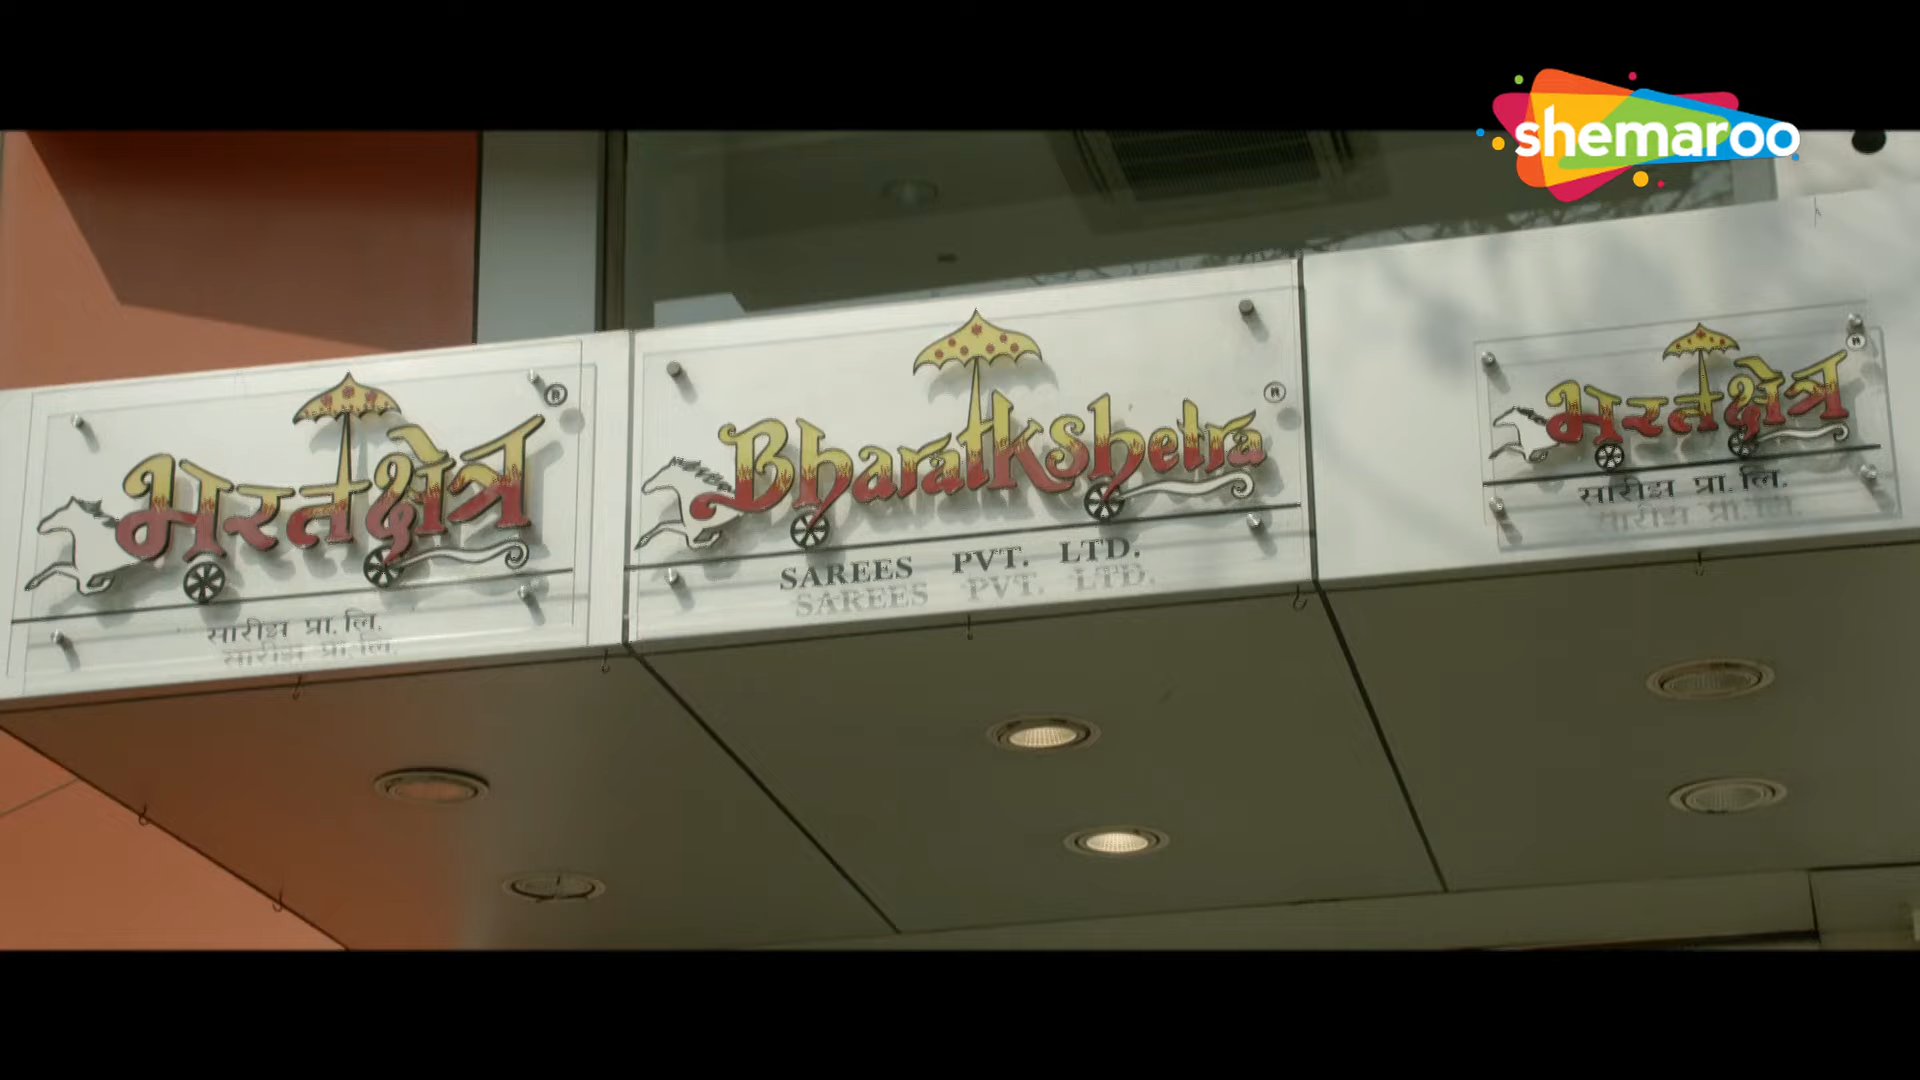 shemaroo
भरतक्षेत्र
सारीझ प्रा. लि.
Bharatkshetra
SAREES PVT. LTD.
भरतक्षेत्र
सारीझ प्रा. लि.